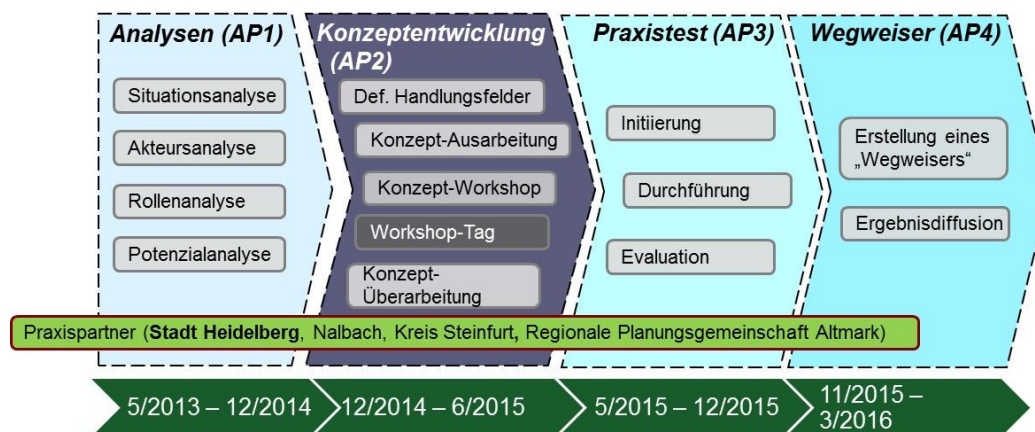 Analysen (AP1)
Situationsanalyse
Akteursanalyse
Rollenanalyse
Potenzialanalyse
Konzeptentwicklung
(AP2)
Def. Handlungsfelder
Konzept-Ausarbeitung
Konzept-Workshop
Workshop-Tag
Konzept-
Überarbeitung
Praxistest (AP3)
Initiierung
Durchführung
Evaluation
Wegweiser (AP4)
Erstellung eines
„Wegweisers“
Ergebnisdiffusion
Praxispartner (Stadt Heidelberg, Nalbach, Kreis Steinfurt, Regionale Planungsgemeinschaft Altmark)
5/2013 – 12/2014
12/2014 – 6/2015
5/2015 – 12/2015
11/2015 –
3/2016